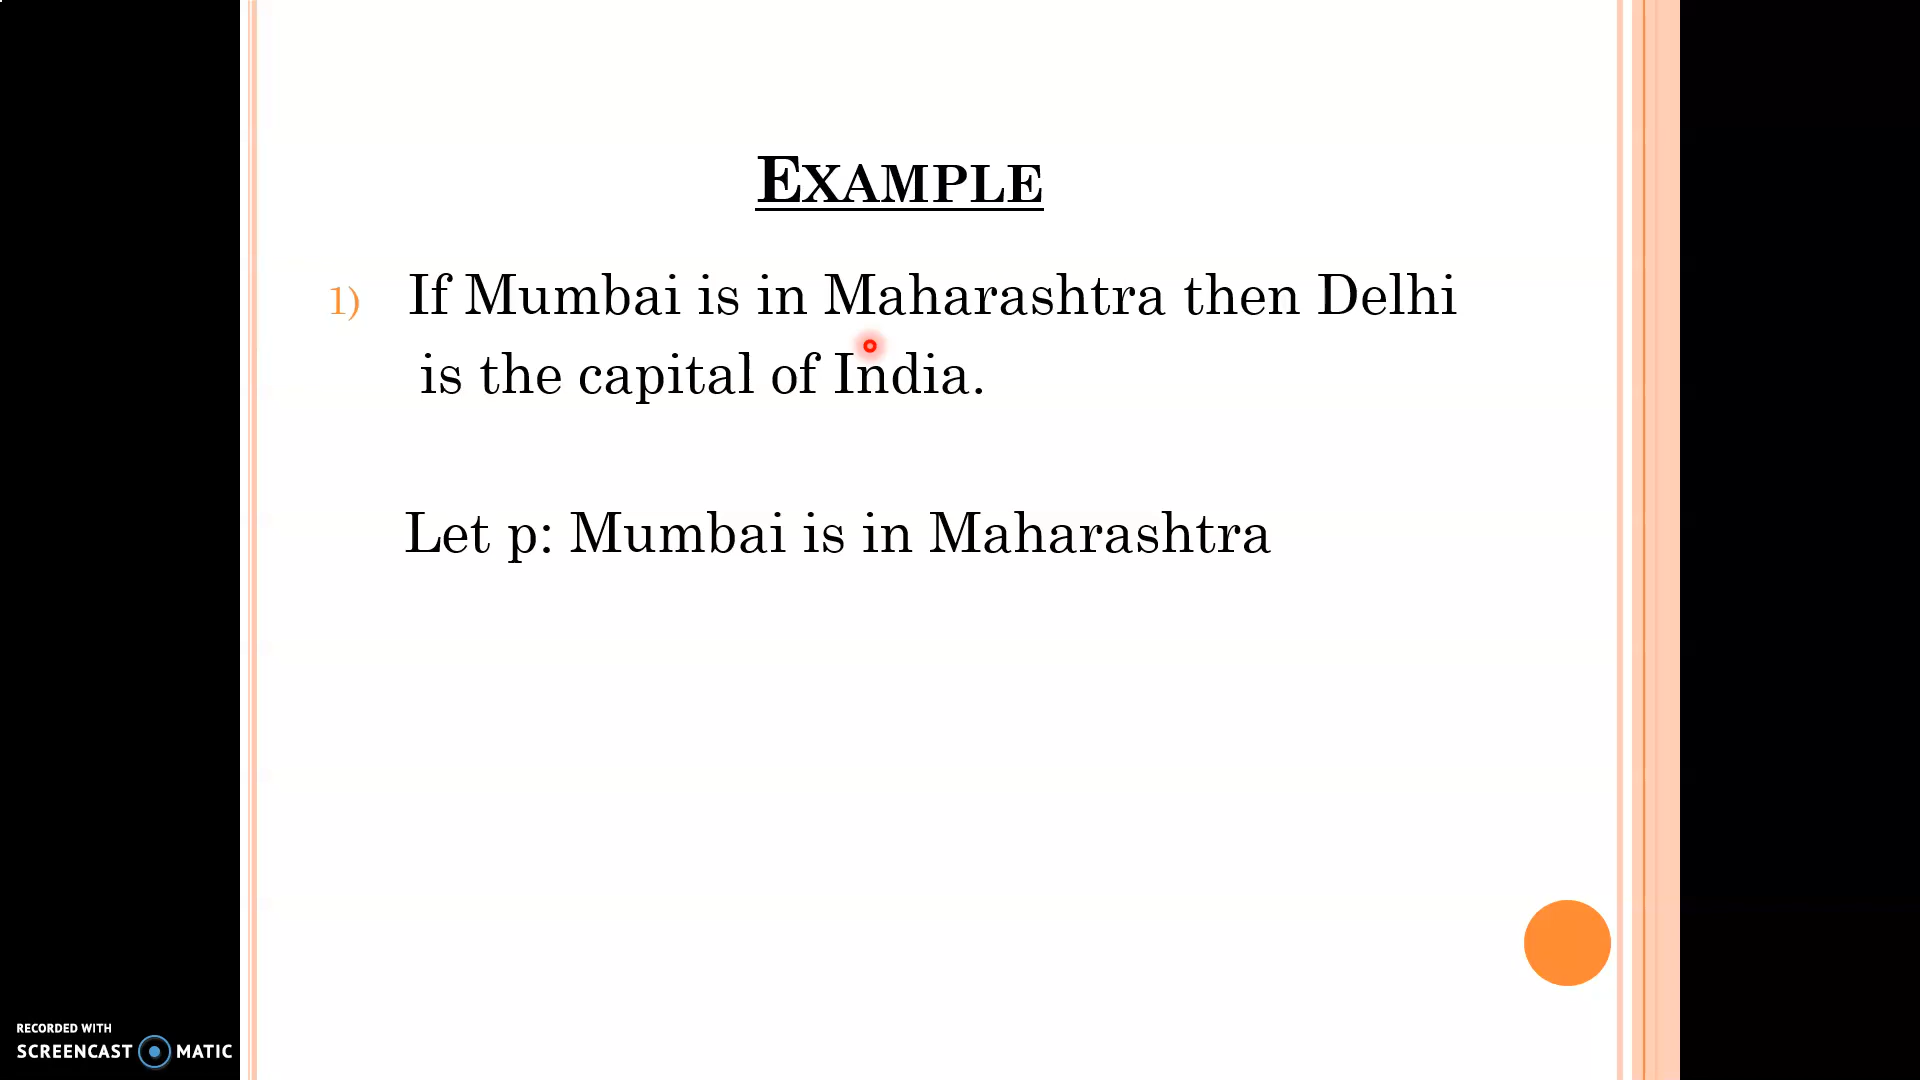 EXAMPLE
1) If Mumbai is in Maharashtra then Delhi
is the capital of India.
Let p: Mumbai is in Maharashtra
RECORDED WITH
SCREENCAST MATIC